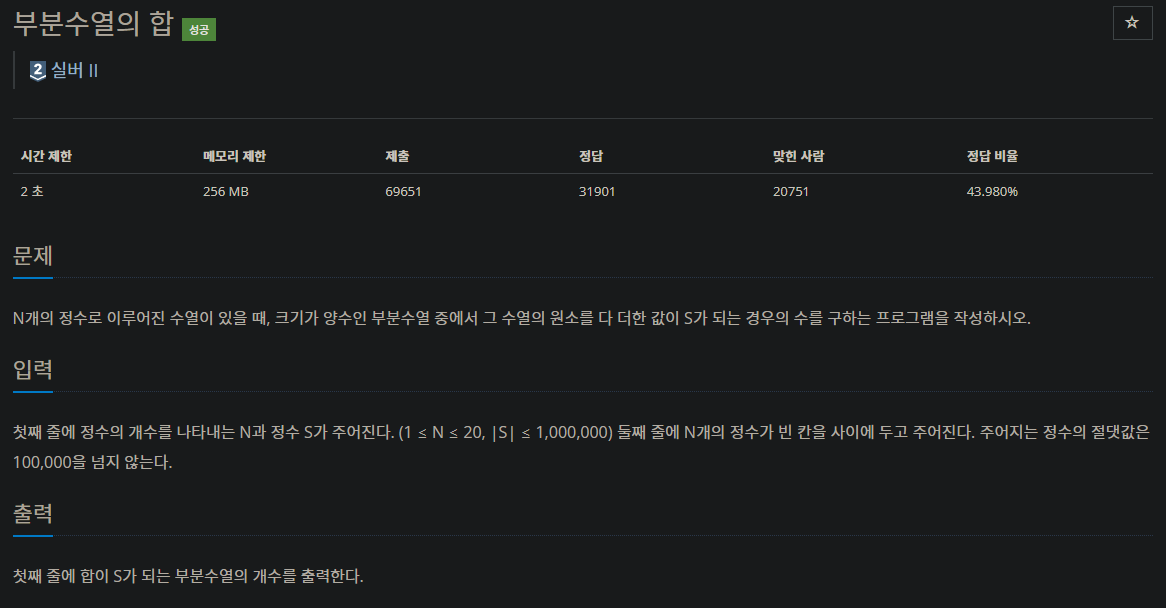 부분수열의 합 성공
2 실버 II
시간 제한 메모리 제한 제출 정답 맞힌 사람 정답 비율
2 초 256 MB 69651 31901 20751 43.980%
문제
N개의 정수로 이루어진 수열이 있을 때, 크기가 양수인 부분수열 중에서 그 수열의 원소를 다 더한 값이 S가 되는 경우의 수를 구하는 프로그램을 작성하시오.
입력
첫째 줄에 정수의 개수를 나타내는 N과 정수 S가 주어진다. (1 ≤ N ≤ 20, |S| ≤ 1,000,000) 둘째 줄에 N개의 정수가 빈 칸을 사이에 두고 주어진다. 주어지는 정수의 절댓값은
100,000을 넘지 않는다.
출력
첫째 줄에 합이 S가 되는 부분수열의 개수를 출력한다.